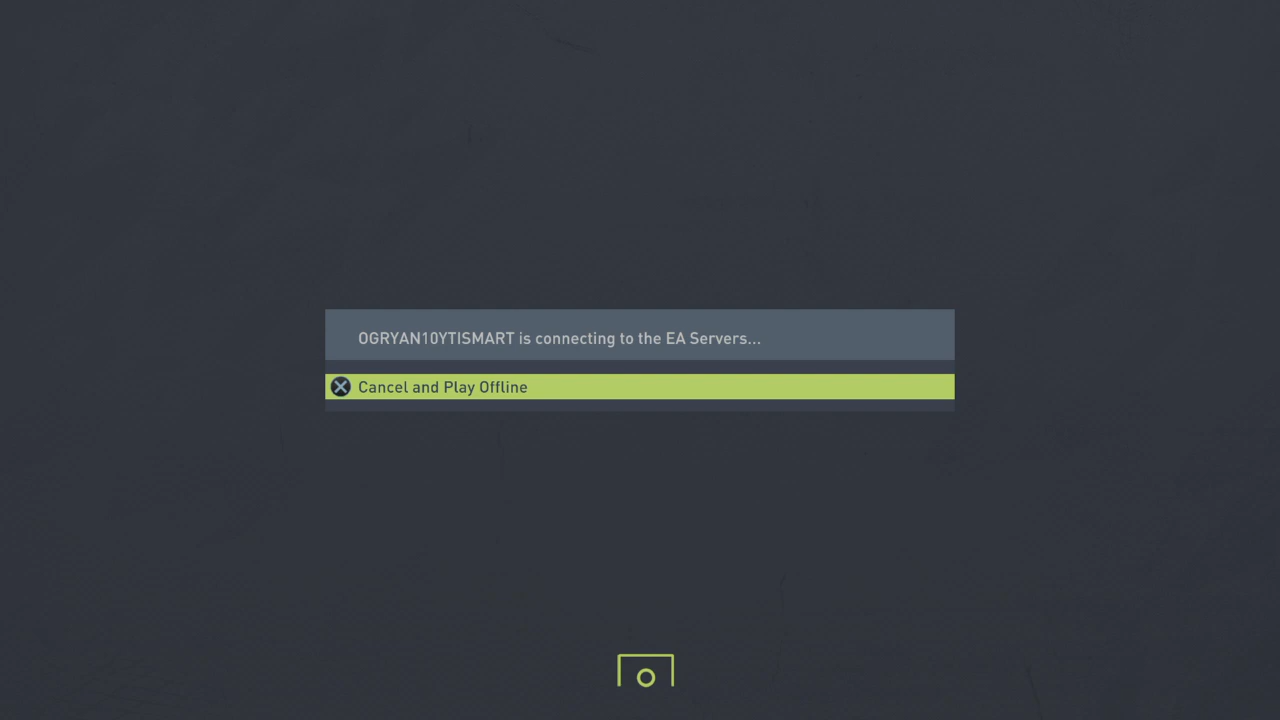 OGRYAN10YTISMART is connecting to the EA Servers...
Cancel and Play Offline